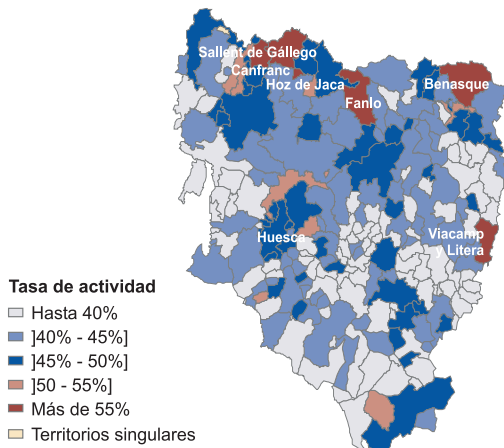 Sallent de Gállego
Canfranc
Hoz de Jaca
Fanlo
Benasque
Huesca
Viacamp
y Litera
Tasa de actividad
Hasta 40%
]40% - 45%]
]45% - 50%]
]50 - 55%]
Más de 55%
Territorios singulares